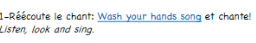 1-Réécoute le chant: Wash your hands song et chante!
Listen, look and sing.